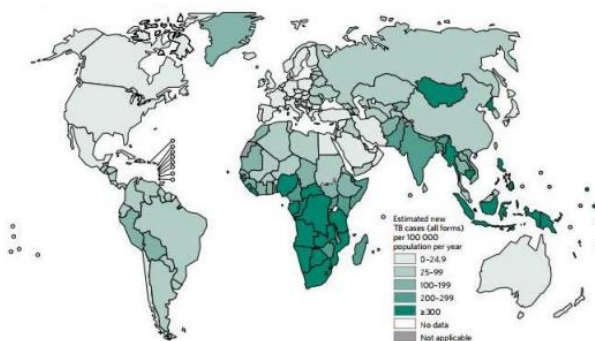 Estimated new
TB cases (all forms)
per 100 000
population per year
0–24.9
25–99
100–199
200–299
≥300
No data
Not applicable